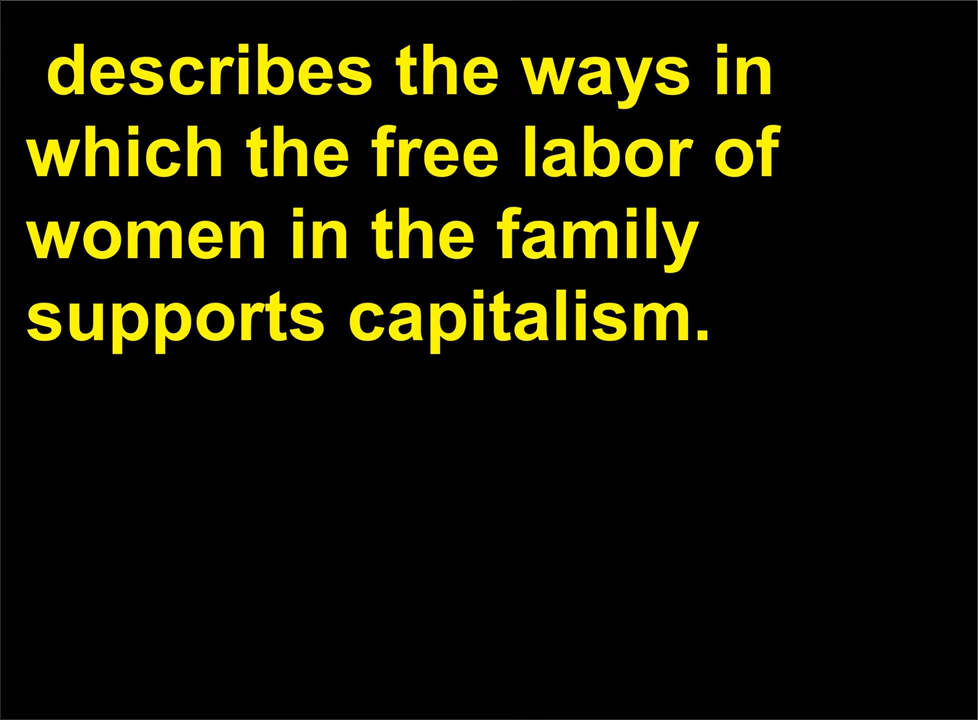 describes the ways in
which the free labor of
women in the family
supports capitalism.